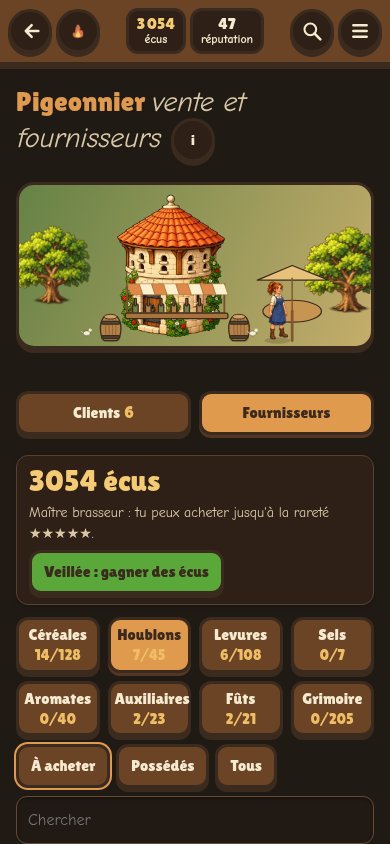 3054
écus
47
réputation
Pigeonnier vente et
fournisseurs i
Clients 6
Fournisseurs
3054 écus
Maître brasseur : tu peux acheter jusqu'à la rareté
★★★★★.
Veillée : gagner des écus
Céréales
14/128
Houblons
7/45
Levures
6/108
Sels
0/7
Aromates
0/40
Auxiliaires
2/23
Fûts
2/21
Grimoire
0/205
À acheter
Possédés
Tous
Chercher